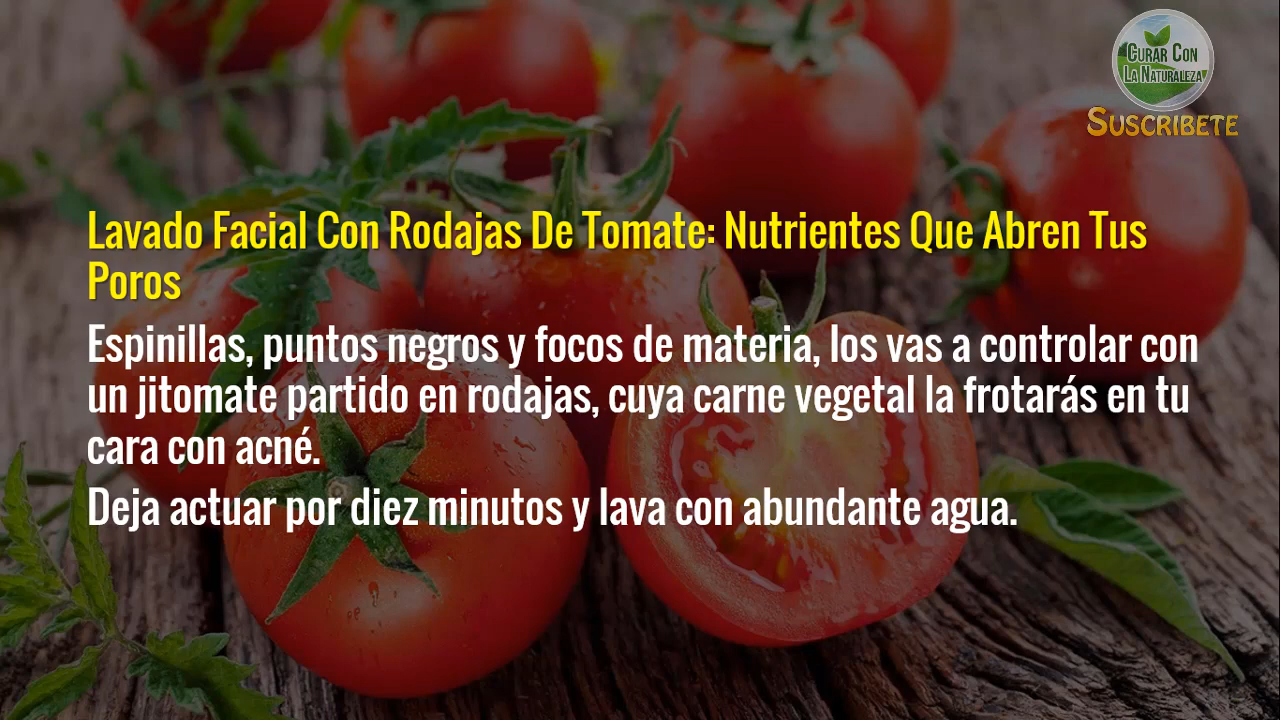 Curar Con
La Naturaleza
Suscribete
Lavado Facial Con Rodajas De Tomate: Nutrientes Que Abren Tus
Poros
Espinillas, puntos negros y focos de materia, los vas a controlar con
un jitomate partido en rodajas, cuya carne vegetal la frotarás en tu
cara con acné.
Deja actuar por diez minutos y lava con abundante agua.